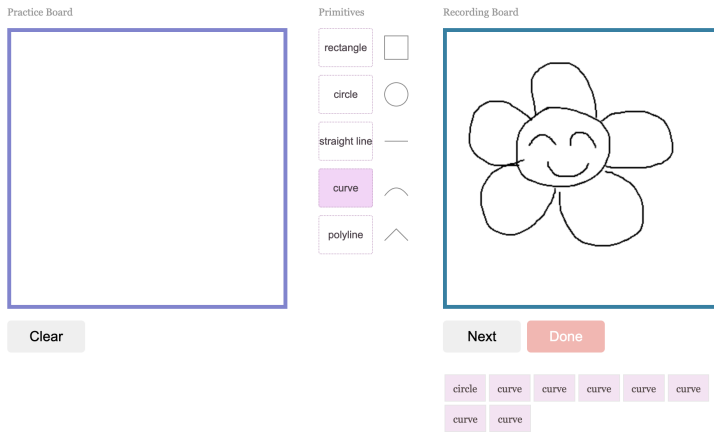 Practice Board
Primitives
Recording Board
rectangle
circle
straight line
curve
polyline
Clear
Next
Done
circle curve curve curve curve curve
curve curve